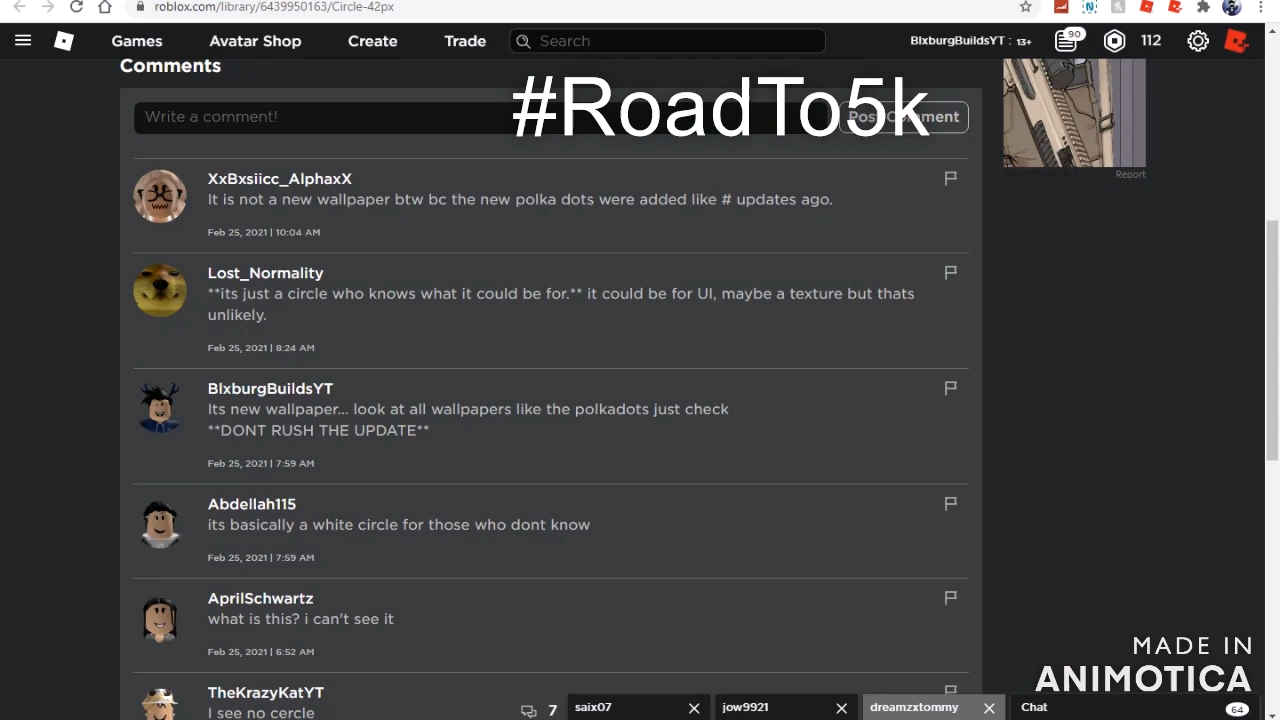 roblox.com/library/6439950163/Circle-42px
Games Avatar Shop Create Trade Search BlxburgBuildsYT : 13+ 90 112
Comments
#RoadTo5k
Write a comment! Post Comment
Report
XxBxsiicc_AlphaxX
It is not a new wallpaper btw bc the new polka dots were added like # updates ago.
Feb 25, 2021 | 10:04 AM
Lost_Normality
**its just a circle who knows what it could be for.** it could be for UI, maybe a texture but thats
unlikely.
Feb 25, 2021 | 8:24 AM
BlxburgBuildsYT
Its new wallpaper... look at all wallpapers like the polkadots just check
**DONT RUSH THE UPDATE**
Feb 25, 2021 | 7:59 AM
Abdellah115
its basically a white circle for those who dont know
Feb 25, 2021 | 7:59 AM
AprilSchwartz
what is this? i can't see it
Feb 25, 2021 | 6:52 AM
TheKrazyKatYT
I see no cercle
MADE IN
ANIMOTICA
7 saix07 jow9921 dreamzxtommy Chat 64